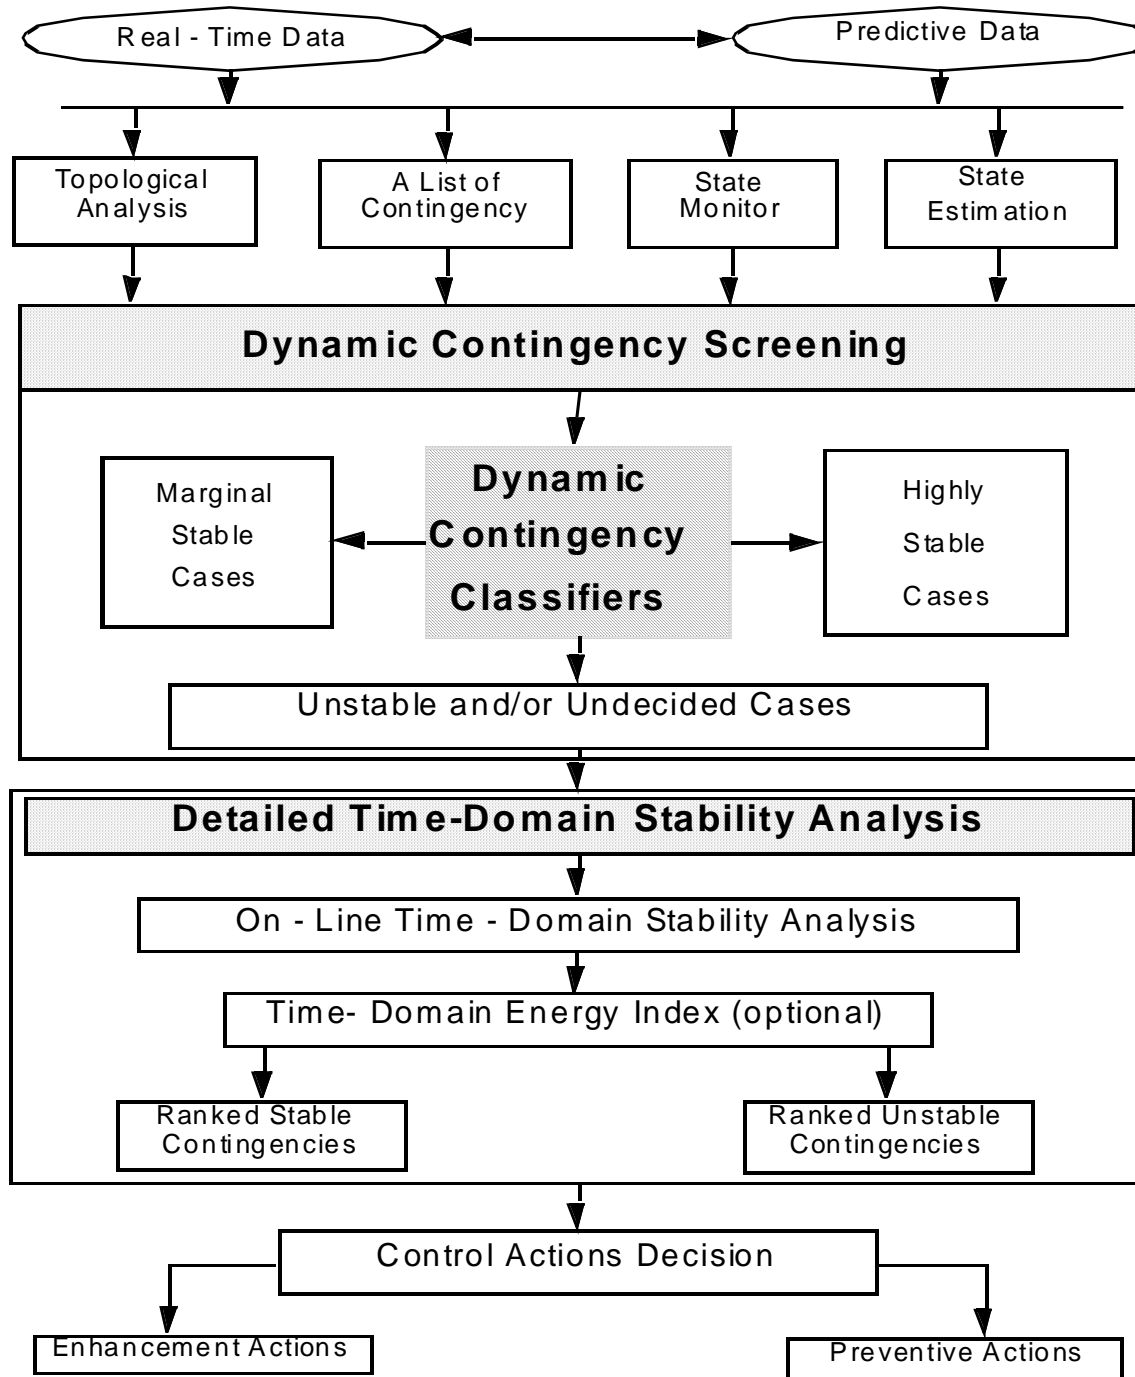 Real - Time Data
Predictive Data
Topological
Analysis
A List of
Contingency
State
Monitor
State
Estimation
Dynamic Contingency Screening
Marginal
Stable
Cases
Dynamic
Contingency
Classifiers
Highly
Stable
Cases
Unstable and/or Undecided Cases
Detailed Time-Domain Stability Analysis
On - Line Time - Domain Stability Analysis
Time- Domain Energy Index (optional)
Ranked Stable
Contingencies
Ranked Unstable
Contingencies
Control Actions Decision
Enhancement Actions
Preventive Actions